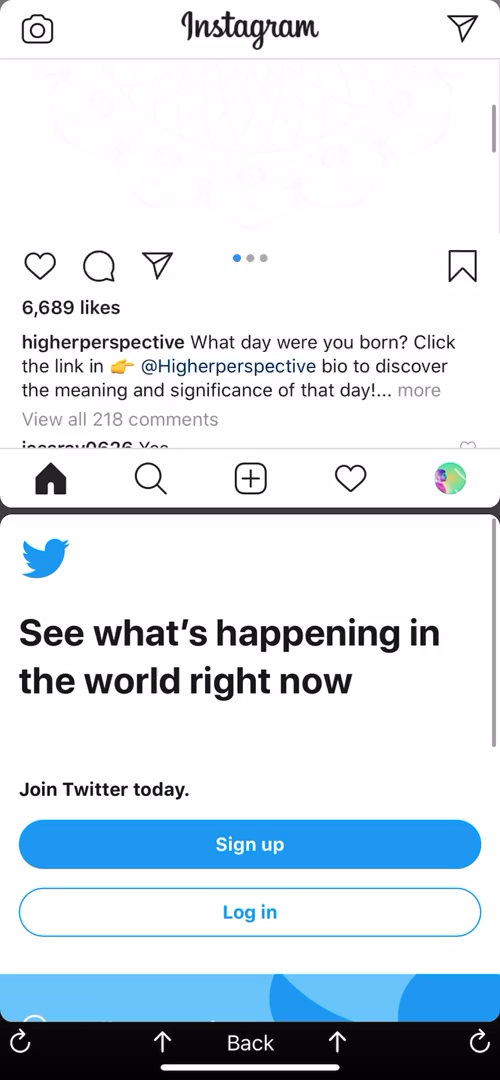 Instagram
6,689 likes
higherperspective What day were you born? Click
the link in 👉 @Higherperspective bio to discover
the meaning and significance of that day!... more
View all 218 comments
See what's happening in
the world right now
Join Twitter today.
Sign up
Log in
Back